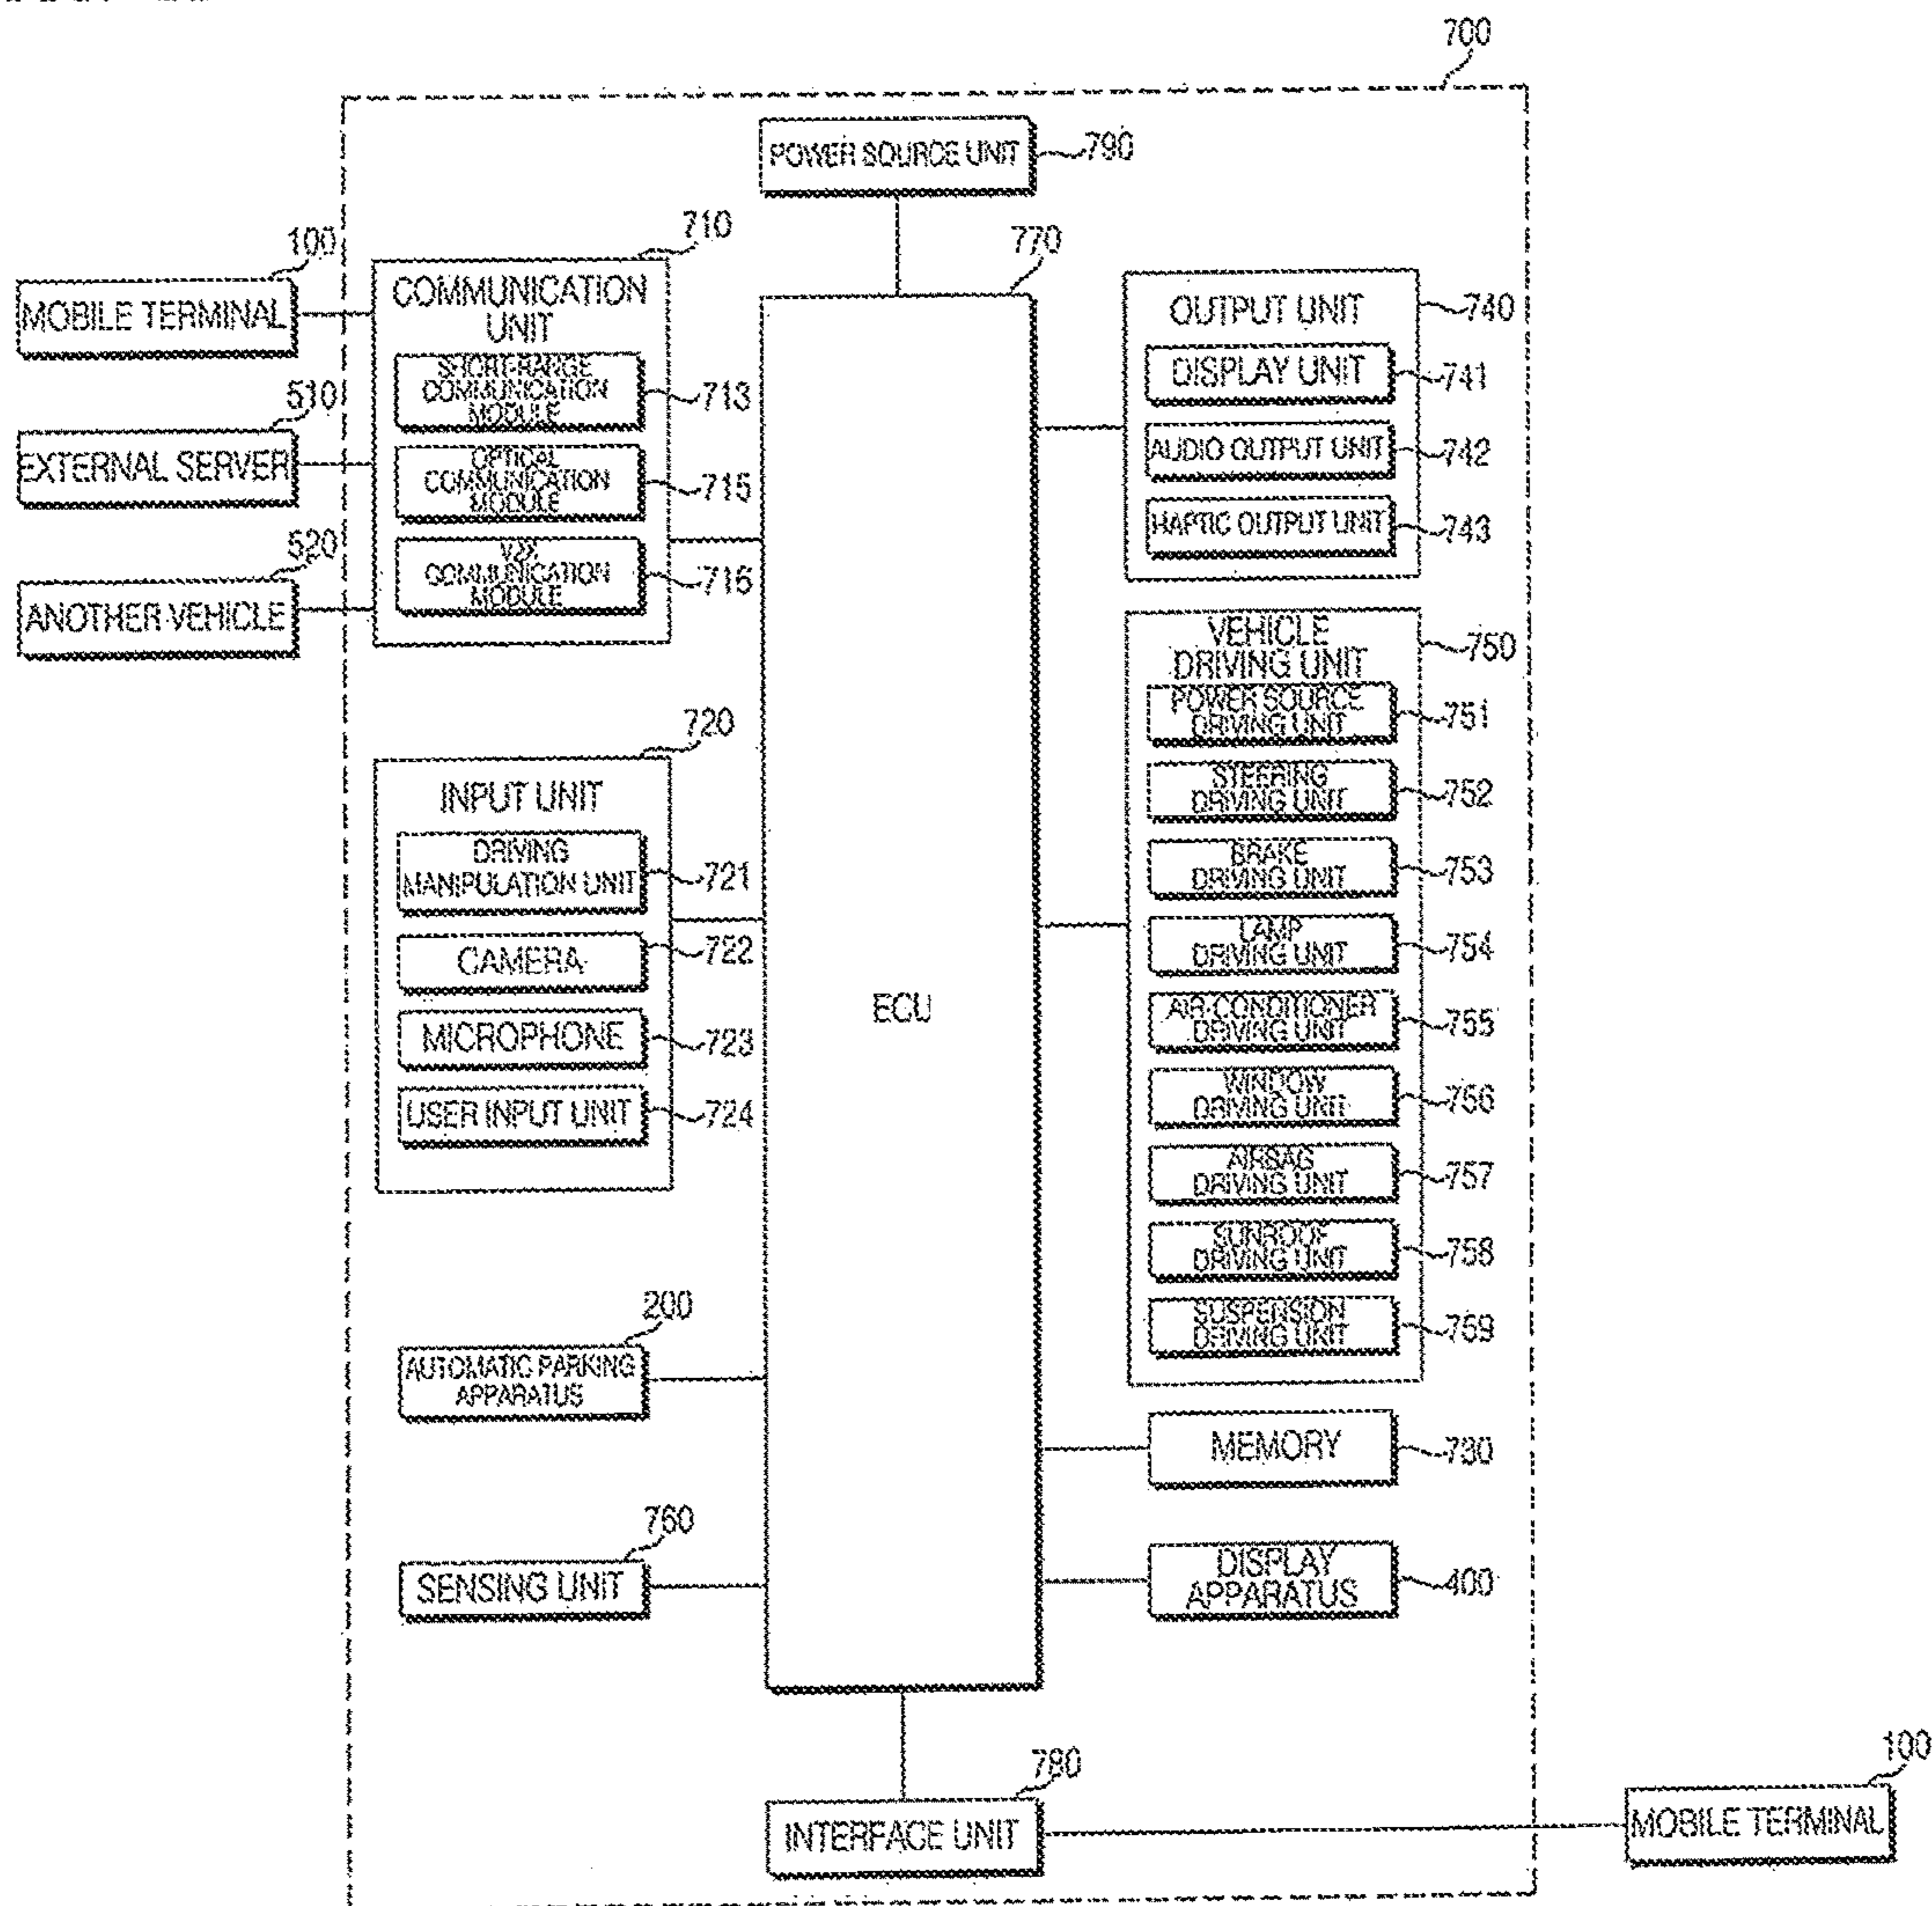 700
POWER SOURCE UNIT
790
100
710
770
MOBILE TERMINAL
COMMUNICATION
UNIT
SHORT-RANGE
COMMUNICATION
MODULE
713
510
EXTERNAL SERVER
OPTICAL
COMMUNICATION
MODULE
715
520
ANOTHER VEHICLE
V2X
COMMUNICATION
MODULE
716
OUTPUT UNIT
740
DISPLAY UNIT
741
AUDIO OUTPUT UNIT
742
HAPTIC OUTPUT UNIT
743
720
INPUT UNIT
DRIVING
MANIPULATION UNIT
721
CAMERA
722
MICROPHONE
723
USER INPUT UNIT
724
ECU
VEHICLE
DRIVING UNIT
750
POWER SOURCE
DRIVING UNIT
751
STEERING
DRIVING UNIT
752
BRAKE
DRIVING UNIT
753
LAMP
DRIVING UNIT
754
AIR-CONDITIONER
DRIVING UNIT
755
WINDOW
DRIVING UNIT
756
AIRBAG
DRIVING UNIT
757
SUNROOF
DRIVING UNIT
758
SUSPENSION
DRIVING UNIT
759
200
AUTOMATIC PARKING
APPARATUS
MEMORY
730
760
SENSING UNIT
DISPLAY
APPARATUS
400
780
INTERFACE UNIT
100
MOBILE TERMINAL